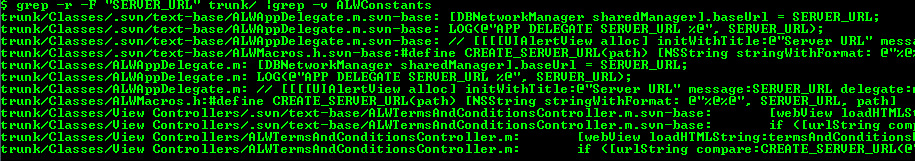 $ grep -r -F "SERVER_URL" trunk/ !grep -v ALWConstants
trunk/Classes/.svn/text-base/ALWAppDelegate.m.svn-base: [DBNetworkManager sharedManager].baseUrl = SERVER_URL;
trunk/Classes/.svn/text-base/ALWAppDelegate.m.svn-base: LOG(@"APP DELEGATE SERVER_URL %@", SERVER_URL);
trunk/Classes/.svn/text-base/ALWAppDelegate.m.svn-base: // [[[[UIAlertView alloc] initWithTitle:@"Server URL" messa
trunk/Classes/.svn/text-base/ALWMacros.h.svn-base:#define CREATE_SERVER_URL(path) [NSString stringWithFormat: @"%@%
trunk/Classes/ALWAppDelegate.m: [DBNetworkManager sharedManager].baseUrl = SERVER_URL;
trunk/Classes/ALWAppDelegate.m: LOG(@"APP DELEGATE SERVER_URL %@", SERVER_URL);
trunk/Classes/ALWAppDelegate.m: // [[[[UIAlertView alloc] initWithTitle:@"Server URL" message:SERVER_URL delegate:
trunk/Classes/ALWMacros.h:#define CREATE_SERVER_URL(path) [NSString stringWithFormat: @"%@%@", SERVER_URL, path]
trunk/Classes/View Controllers/.svn/text-base/ALWTermsAndConditionsController.m.svn-base: [webView loadHTMLSt
trunk/Classes/View Controllers/.svn/text-base/ALWTermsAndConditionsController.m.svn-base: if ([urlString comp
trunk/Classes/View Controllers/ALWTermsAndConditionsController.m: [webView loadHTMLString:termsAndConditio
trunk/Classes/View Controllers/ALWTermsAndConditionsController.m: if ([urlString compare:CREATE_SERVER_URL(@